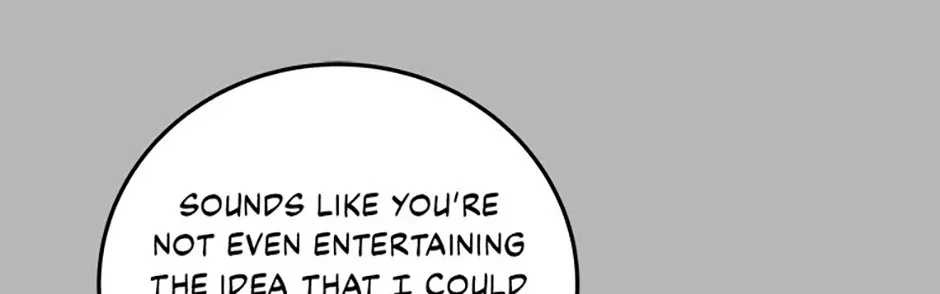 SOUNDS LIKE YOU'RE
NOT EVEN ENTERTAINING
THE IDEA THAT I COULD